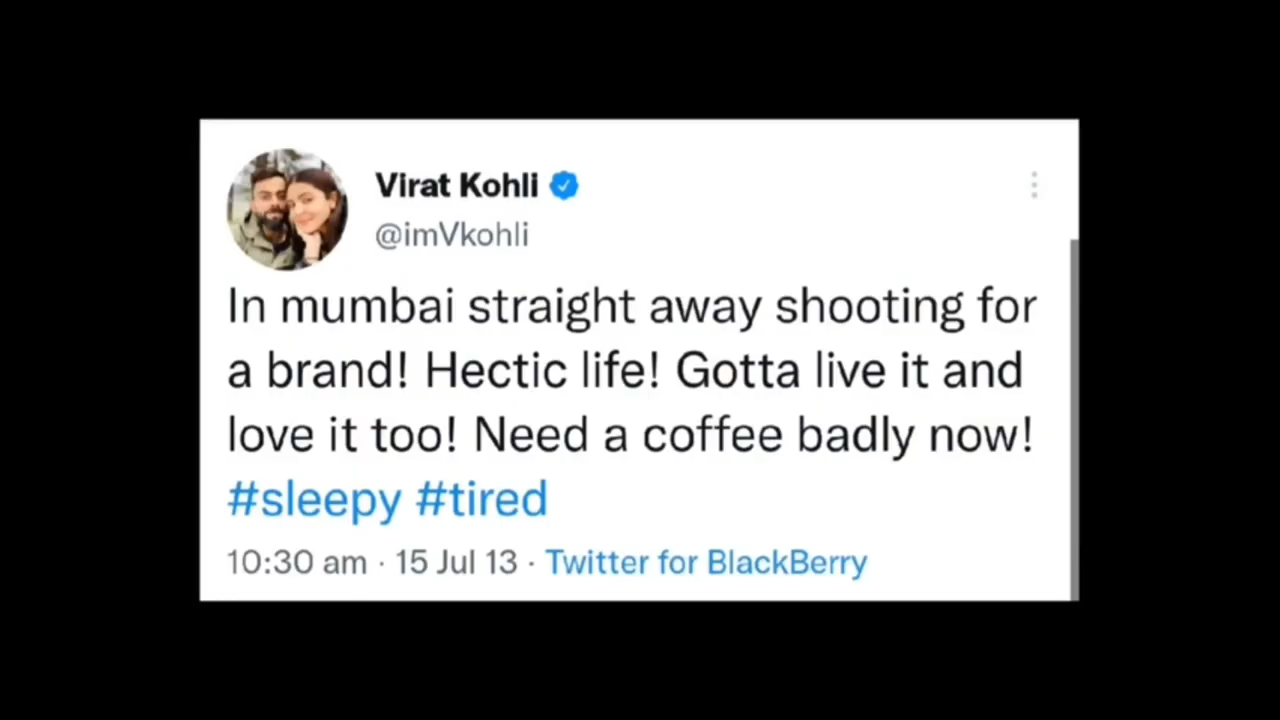 Virat Kohli
@imVkohli
In mumbai straight away shooting for
a brand! Hectic life! Gotta live it and
love it too! Need a coffee badly now!
#sleepy #tired
10:30 am · 15 Jul 13 · Twitter for BlackBerry